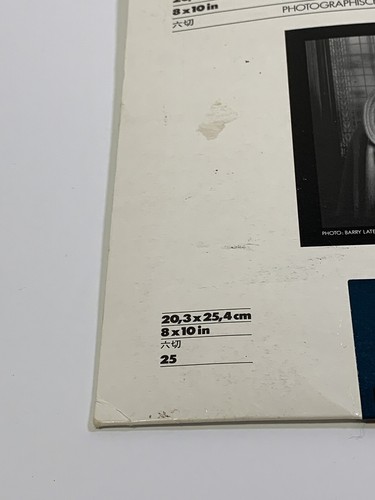 8 x 10 in
六切
PHOTOGRAPHISC
PHOTO: BARRY LATE
20,3 x 25,4 cm
8 x 10 in
六切
25